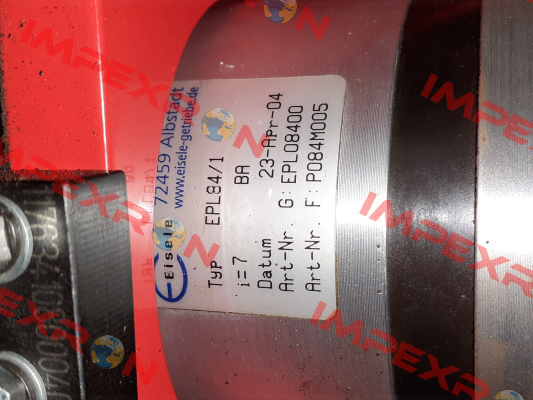 Eisele
72459 Albstadt
www.eisele-getriebe.de
Typ EPL84/1
i=7 BA
Datum 23-Apr-04
Art-Nr. G: EPL08400
Art-Nr. F: P084M005
IMPEXRON
IMPEXRON
IMPEXRON
IMPEXRON